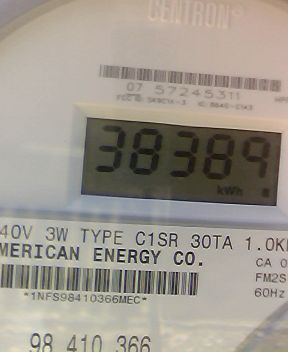 CENTRON®
07 57245311
38389
kWh
40V 3W TYPE C1SR 30TA 1.0K
MERICAN ENERGY CO.
CA 0
FM2S
60Hz
*1NFS98410366MEC*
98 410 366